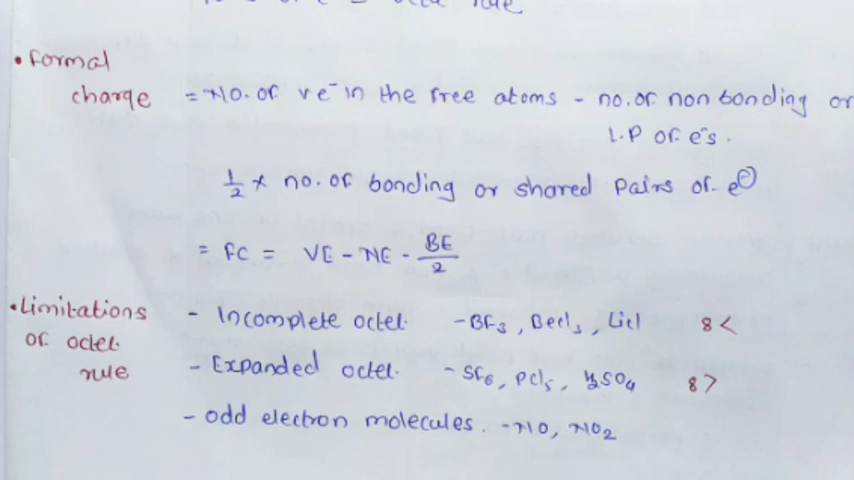 rule
• Formal
charge = No. of ve⁻ in the free atoms - no. of non bonding or
L.P of e⁻s.
1/2 × no. of bonding or shared pairs of e⊖
= FC = VE - NE - BE/2
• Limitations - Incomplete octet. - BF₃, BeCl₃, LiCl 8 <
of octet. - Expanded octet. - SF₆, PCl₅, H₂SO₄ 8 >
rule
- odd electron molecules. - NO, NO₂